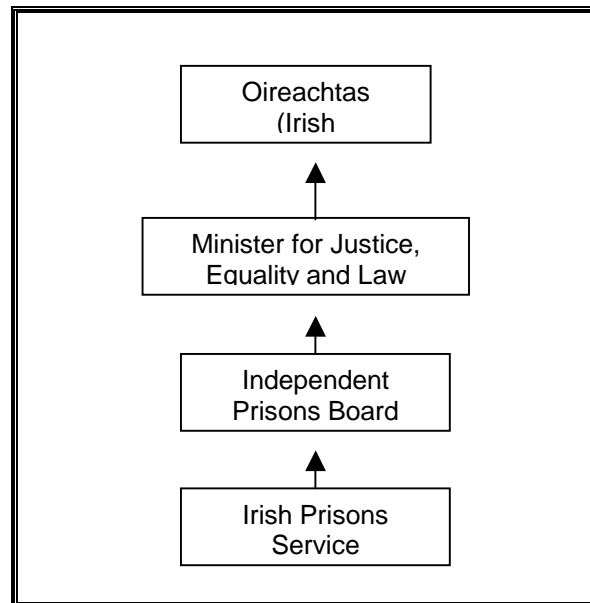 Oireachtas
(Irish
Minister for Justice,
Equality and Law
Independent
Prisons Board
Irish Prisons
Service